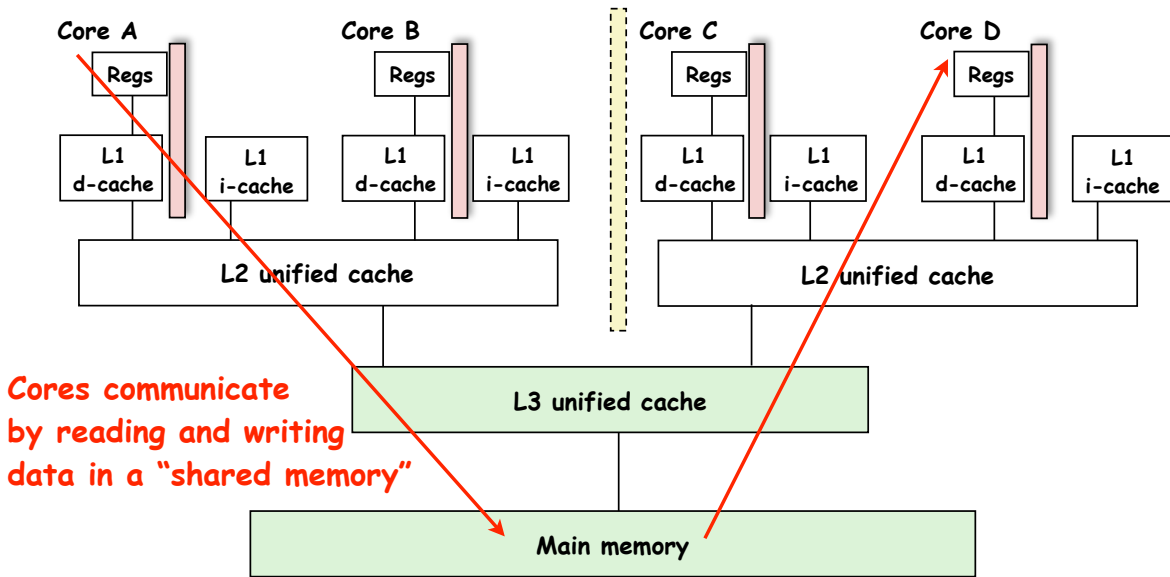 Core A
Core B
Core C
Core D
Regs
Regs
Regs
Regs
L1
d-cache
L1
i-cache
L1
d-cache
L1
i-cache
L1
d-cache
L1
i-cache
L1
d-cache
L1
i-cache
L2 unified cache
L2 unified cache
L3 unified cache
Cores communicate
by reading and writing
data in a “shared memory”
Main memory